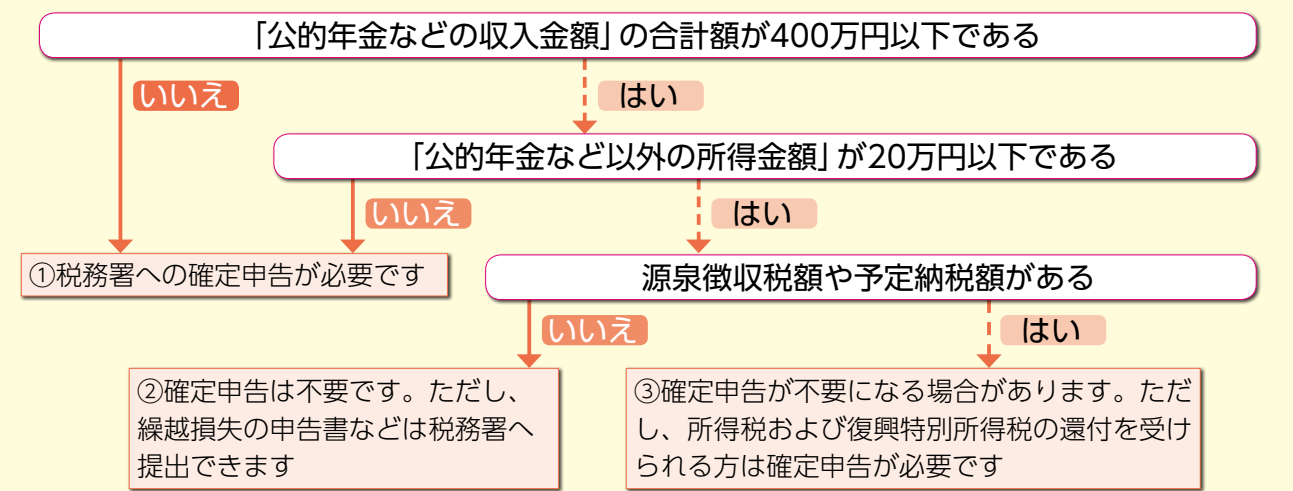 「公的年金などの収入金額」の合計額が400万円以下である
いいえ
はい
「公的年金など以外の所得金額」が20万円以下である
いいえ
はい
①税務署への確定申告が必要です
源泉徴収税額や予定納税額がある
いいえ
はい
②確定申告は不要です。ただし、
繰越損失の申告書などは税務署へ
提出できます
③確定申告が不要になる場合があります。ただ
し、所得税および復興特別所得税の還付を受け
られる方は確定申告が必要です